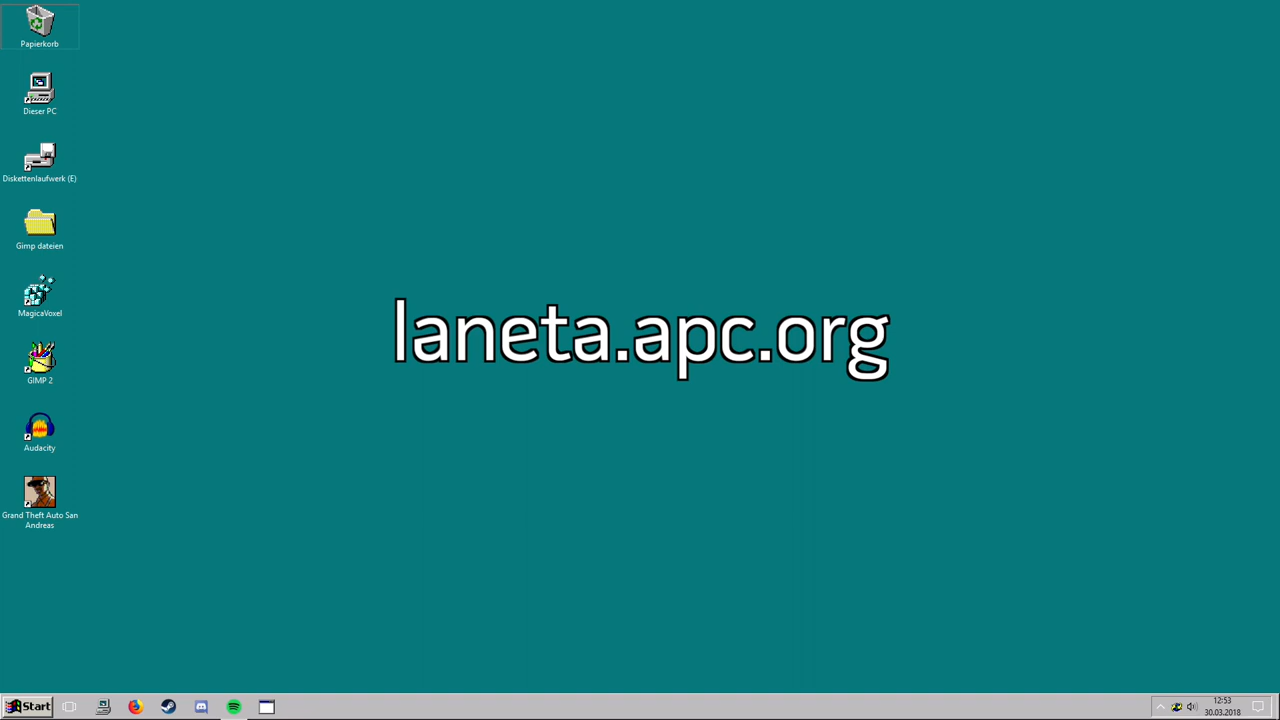 Papierkorb
Dieser PC
Diskettenlaufwerk (E)
Gimp dateien
MagicaVoxel
GIMP 2
Audacity
Grand Theft Auto San
Andreas
laneta.apc.org
Start
12:53
30.03.2018